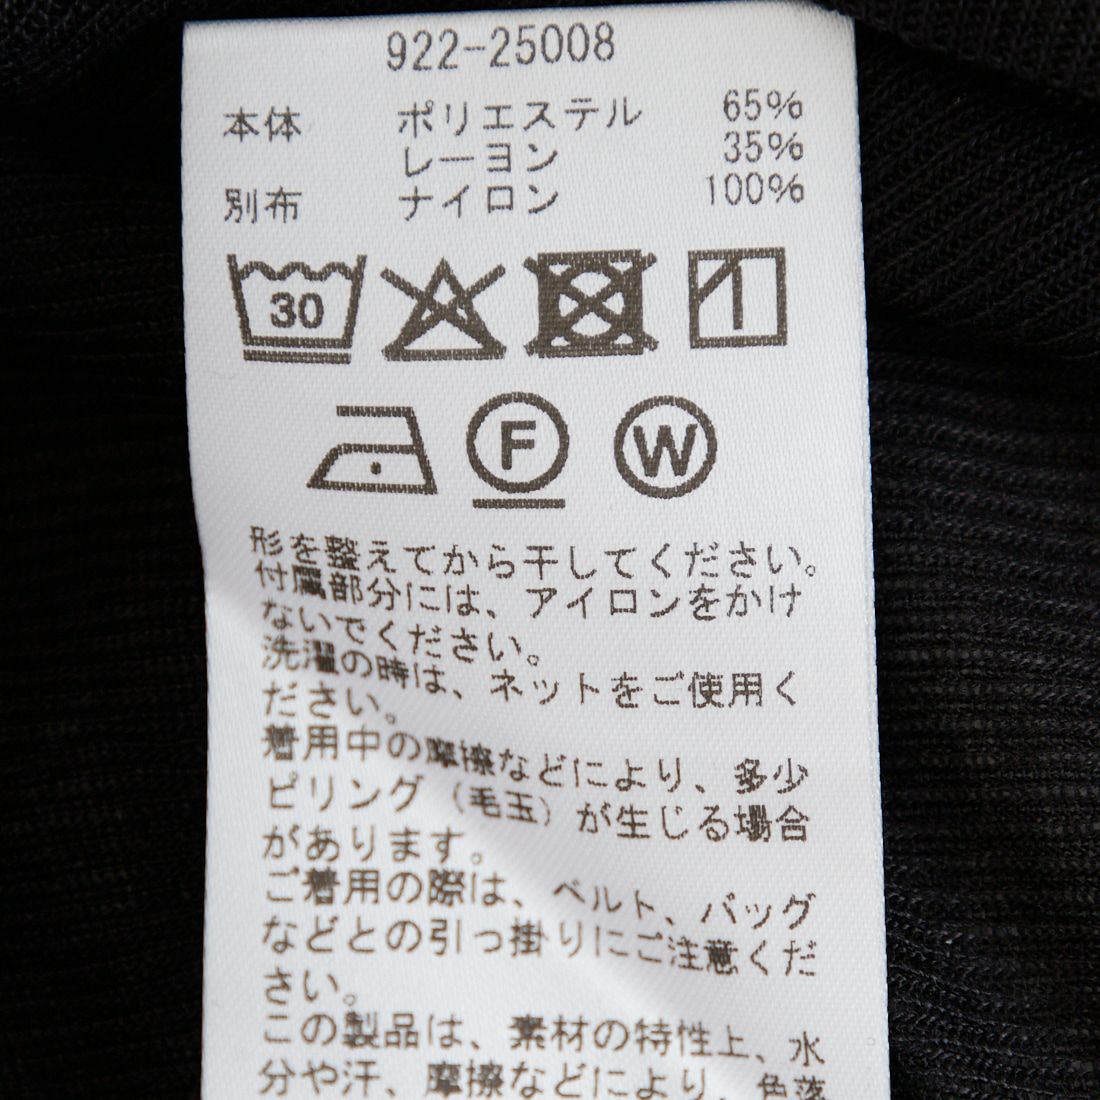 922-25008
本体 ポリエステル 65%
レーヨン 35%
別布 ナイロン 100%
30
F W
形を整えてから干してください。
付属部分には、アイロンをかけ
ないでください。
洗濯の時は、ネットをご使用く
ださい。
着用中の摩擦などにより、多少
ピリング（毛玉）が生じる場合
があります。
ご着用の際は、ベルト、バッグ
などとの引っ掛りにご注意くだ
さい。
この製品は、素材の特性上、水
分や汗、摩擦などにより、色落